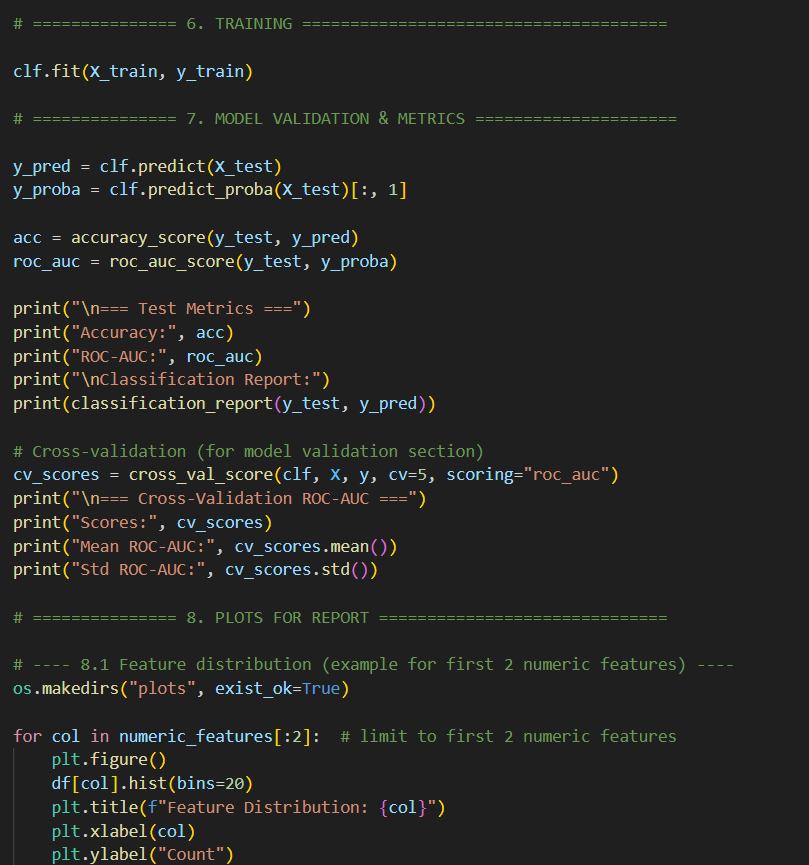 # =============== 6. TRAINING ======================================
clf.fit(X_train, y_train)
# =============== 7. MODEL VALIDATION & METRICS =====================
y_pred = clf.predict(X_test)
y_proba = clf.predict_proba(X_test)[:, 1]
acc = accuracy_score(y_test, y_pred)
roc_auc = roc_auc_score(y_test, y_proba)
print("\n=== Test Metrics ===")
print("Accuracy:", acc)
print("ROC-AUC:", roc_auc)
print("\nClassification Report:")
print(classification_report(y_test, y_pred))
# Cross-validation (for model validation section)
cv_scores = cross_val_score(clf, X, y, cv=5, scoring="roc_auc")
print("\n=== Cross-Validation ROC-AUC ===")
print("Scores:", cv_scores)
print("Mean ROC-AUC:", cv_scores.mean())
print("Std ROC-AUC:", cv_scores.std())
# =============== 8. PLOTS FOR REPORT ==============================
# ---- 8.1 Feature distribution (example for first 2 numeric features) ----
os.makedirs("plots", exist_ok=True)
for col in numeric_features[:2]:  # limit to first 2 numeric features
    plt.figure()
    df[col].hist(bins=20)
    plt.title(f"Feature Distribution: {col}")
    plt.xlabel(col)
    plt.ylabel("Count")